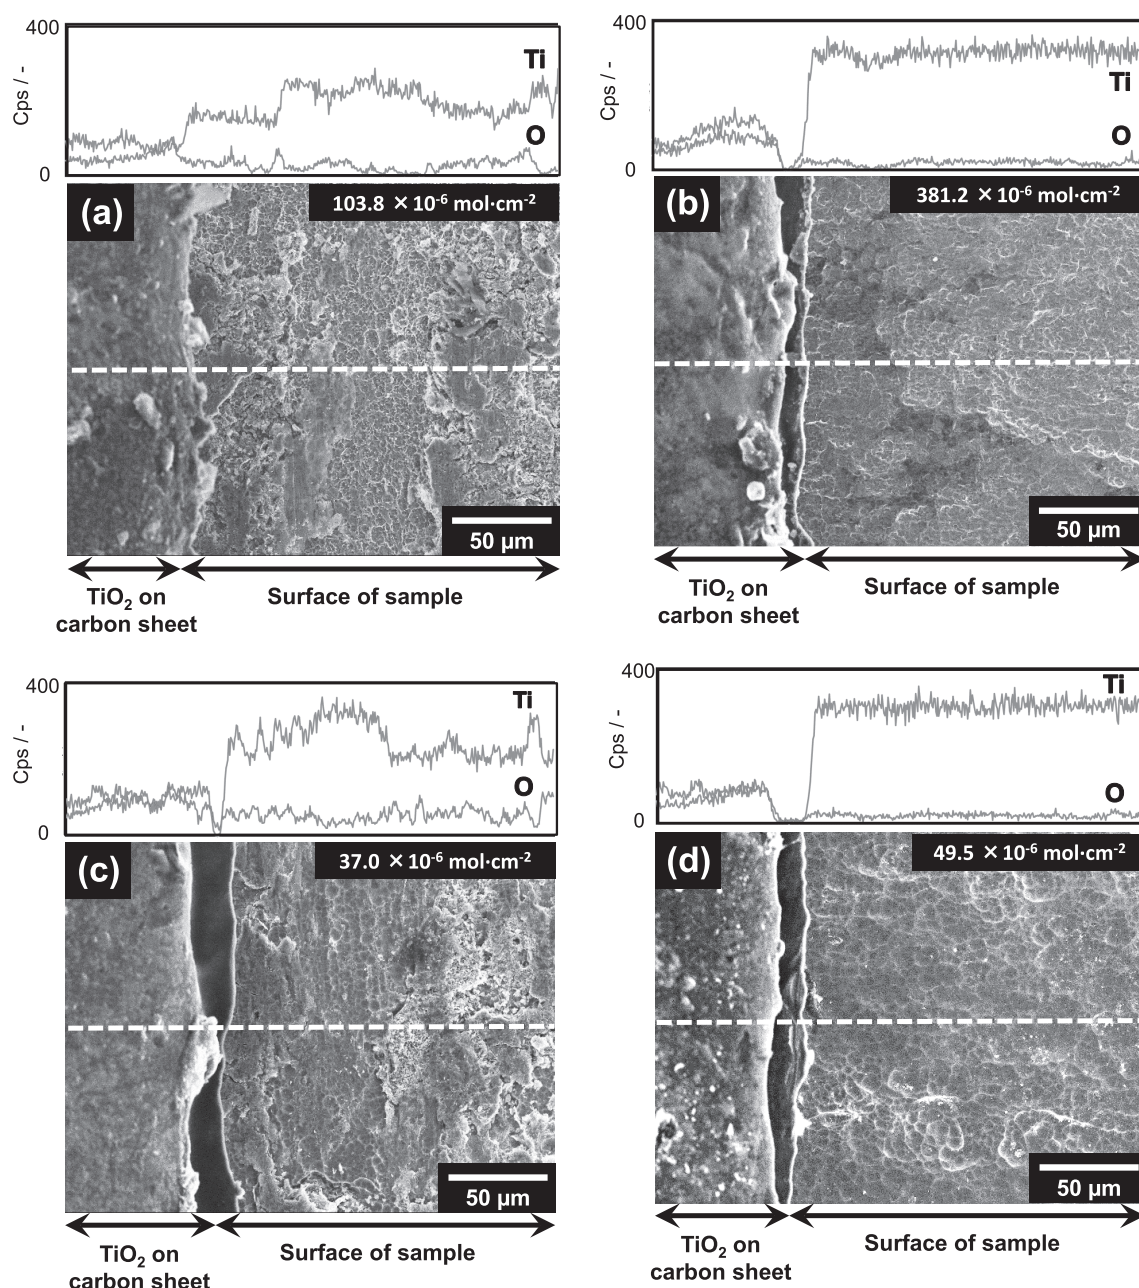 400
Cps / -
Ti
O
0
(a)
103.8 ×10⁻⁶ mol·cm⁻²
50 µm
TiO₂ on
carbon sheet
Surface of sample
400
Cps / -
Ti
O
0
(b)
381.2 ×10⁻⁶ mol·cm⁻²
50 µm
TiO₂ on
carbon sheet
Surface of sample
400
Cps / -
Ti
O
0
(c)
37.0 ×10⁻⁶ mol·cm⁻²
50 µm
TiO₂ on
carbon sheet
Surface of sample
400
Cps / -
Ti
O
0
(d)
49.5 ×10⁻⁶ mol·cm⁻²
50 µm
TiO₂ on
carbon sheet
Surface of sample